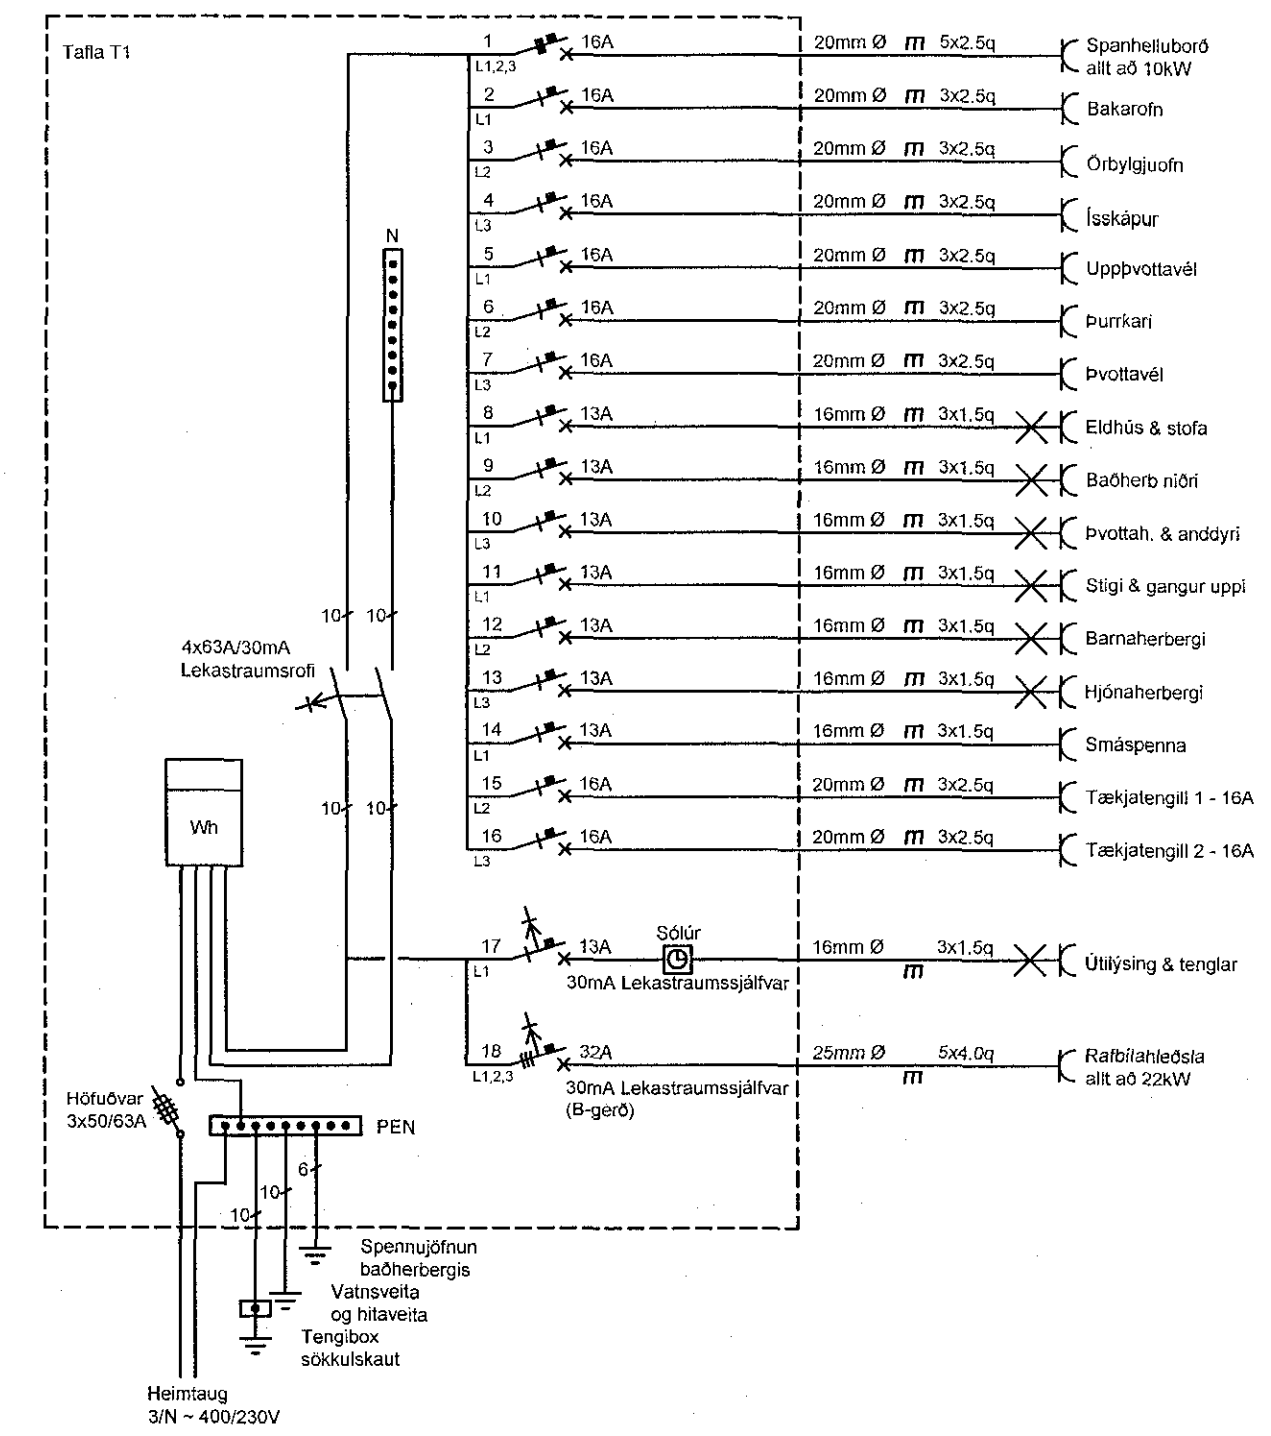 Tafla T1
1 16A 20mm Ø m 5x2.5q Spanhelluborð
L1,2,3 allt að 10kW
2 16A 20mm Ø m 3x2.5q Bakarofn
L1
3 16A 20mm Ø m 3x2.5q Örbylgjuofn
L2
4 16A 20mm Ø m 3x2.5q Ísskápur
L3
N
5 16A 20mm Ø m 3x2.5q Uppþvottavél
L1
6 16A 20mm Ø m 3x2.5q Þurrkari
L2
7 16A 20mm Ø m 3x2.5q Þvottavél
L3
8 13A 16mm Ø m 3x1.5q Eldhús & stofa
L1
9 13A 16mm Ø m 3x1.5q Baðherb niðri
L2
10 13A 16mm Ø m 3x1.5q Þvottah. & anddyri
L3
11 13A 16mm Ø m 3x1.5q Stigi & gangur uppi
L1
10 10
12 13A 16mm Ø m 3x1.5q Barnaherbergi
L2
4x63A/30mA
Lekastraumsrofi
13 13A 16mm Ø m 3x1.5q Hjónaherbergi
L3
14 13A 16mm Ø m 3x1.5q Smáspenna
L1
15 16A 20mm Ø m 3x2.5q Tækjatengill 1 - 16A
L2
10 10
Wh
16 16A 20mm Ø m 3x2.5q Tækjatengill 2 - 16A
L3
Sólúr
17 13A 16mm Ø m 3x1.5q Útilýsing & tenglar
L1
30mA Lekastraumssjálfvar
18 32A 25mm Ø m 5x4.0q Rafbílahleðsla
L1,2,3 allt að 22kW
30mA Lekastraumssjálfvar
(B-gerð)
Höfuðvar
3x50/63A
PEN
6
10
10
Spennujöfnun
baðherbergis
Vatnsveita
og hitaveita
Tengibox
sökkulskaut
Heimtaug
3/N ~ 400/230V